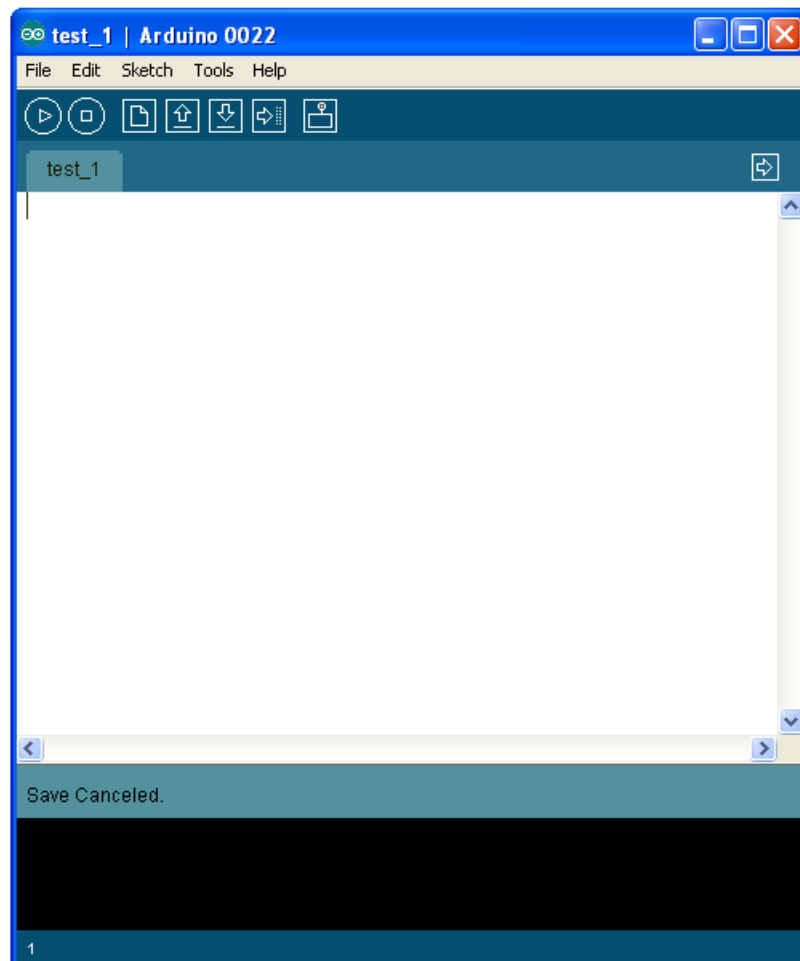 test_1 | Arduino 0022
File Edit Sketch Tools Help
test_1
Save Canceled.
1